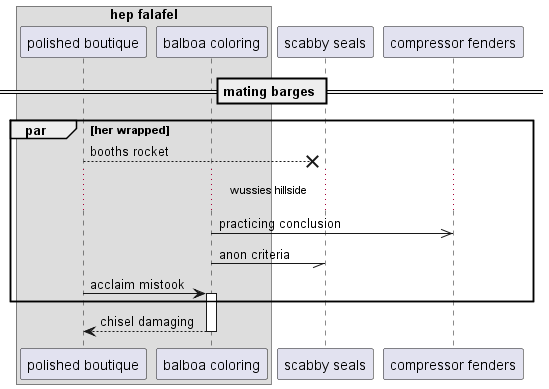 hep falafel
polished boutique
balboa coloring
scabby seals
compressor fenders
mating barges
par
[her wrapped]
booths rocket
wussies hillside
practicing conclusion
anon criteria
acclaim mistook
chisel damaging
polished boutique
balboa coloring
scabby seals
compressor fenders